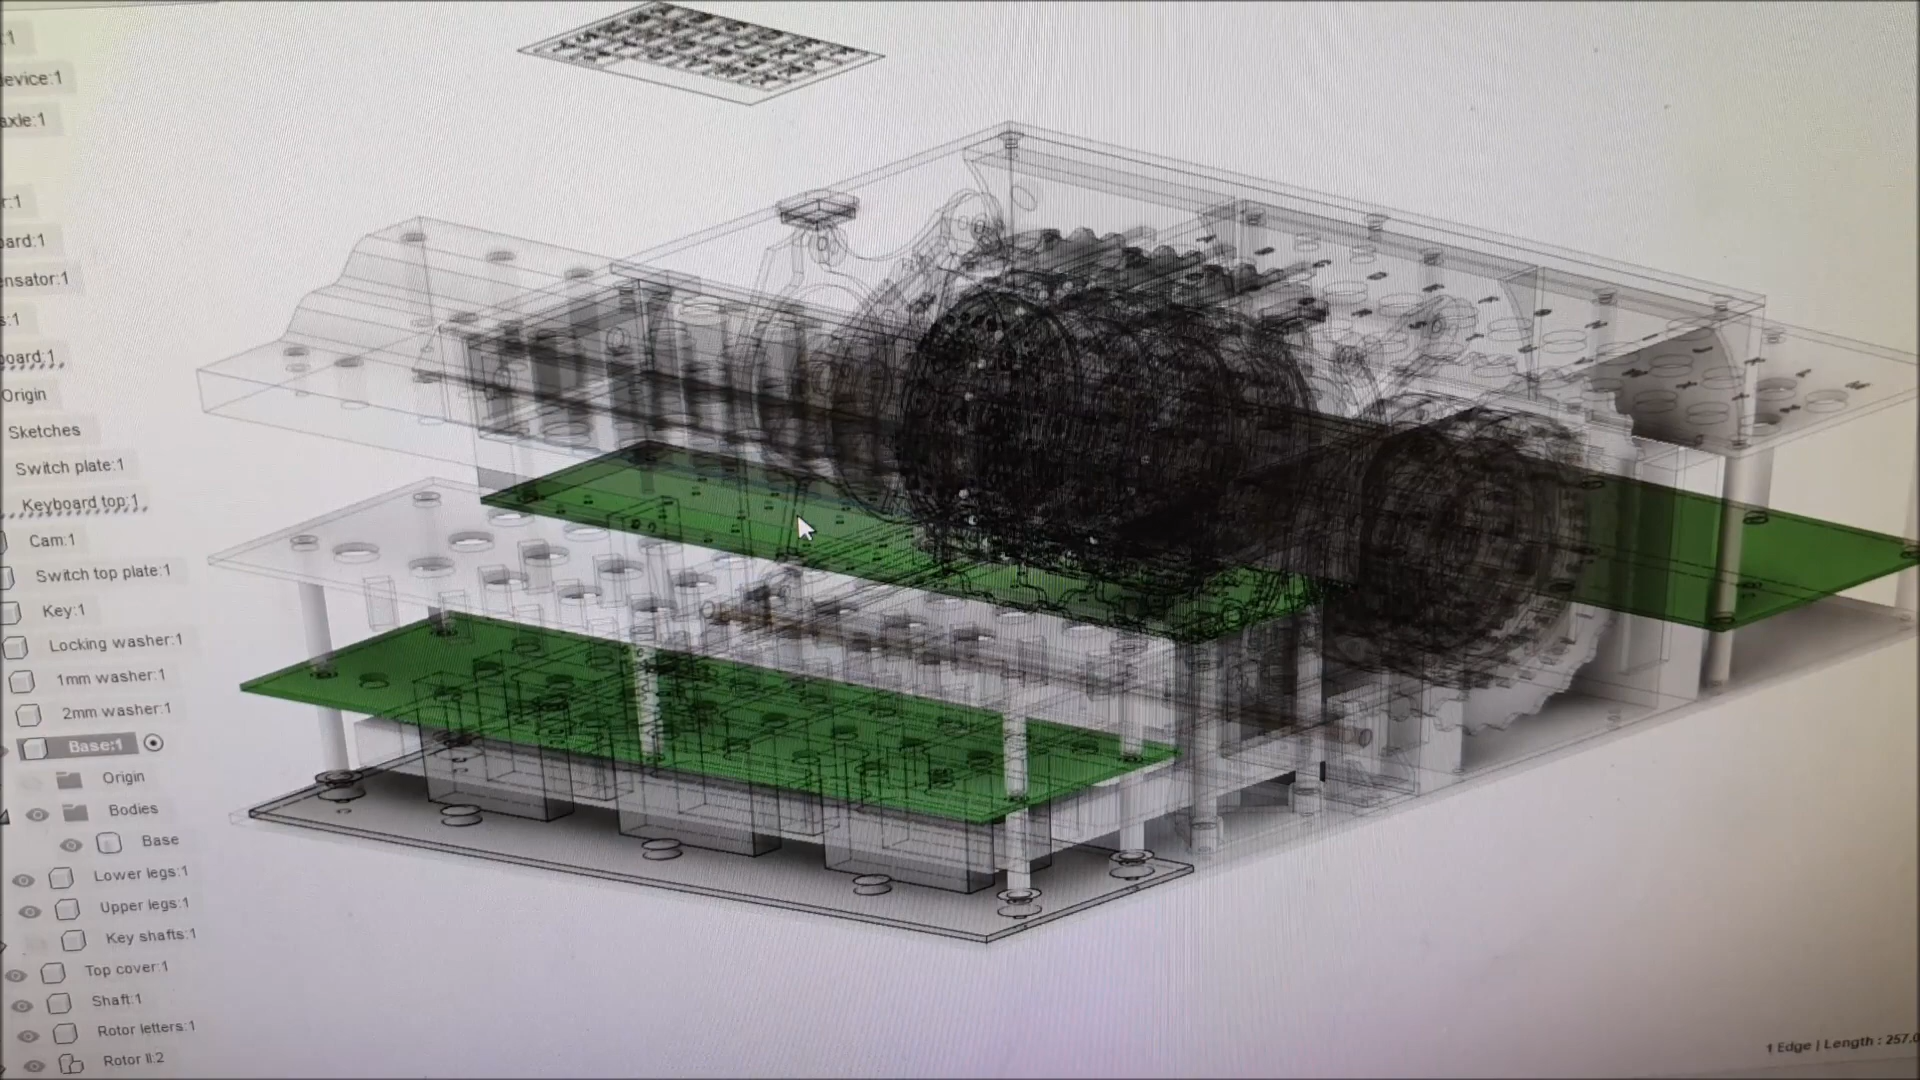 :1
evice:1
axle:1
r:1
ard:1
ensator:1
s:1
oard:1
Origin
Sketches
Switch plate:1
Keyboard top:1
Cam:1
Switch top plate:1
Key:1
Locking washer:1
1mm washer:1
2mm washer:1
Base:1
Origin
Bodies
Base
Lower legs:1
Upper legs:1
Key shafts:1
Top cover:1
Shaft:1
Rotor letters:1
Rotor II:2
1 Edge | Length : 257.0